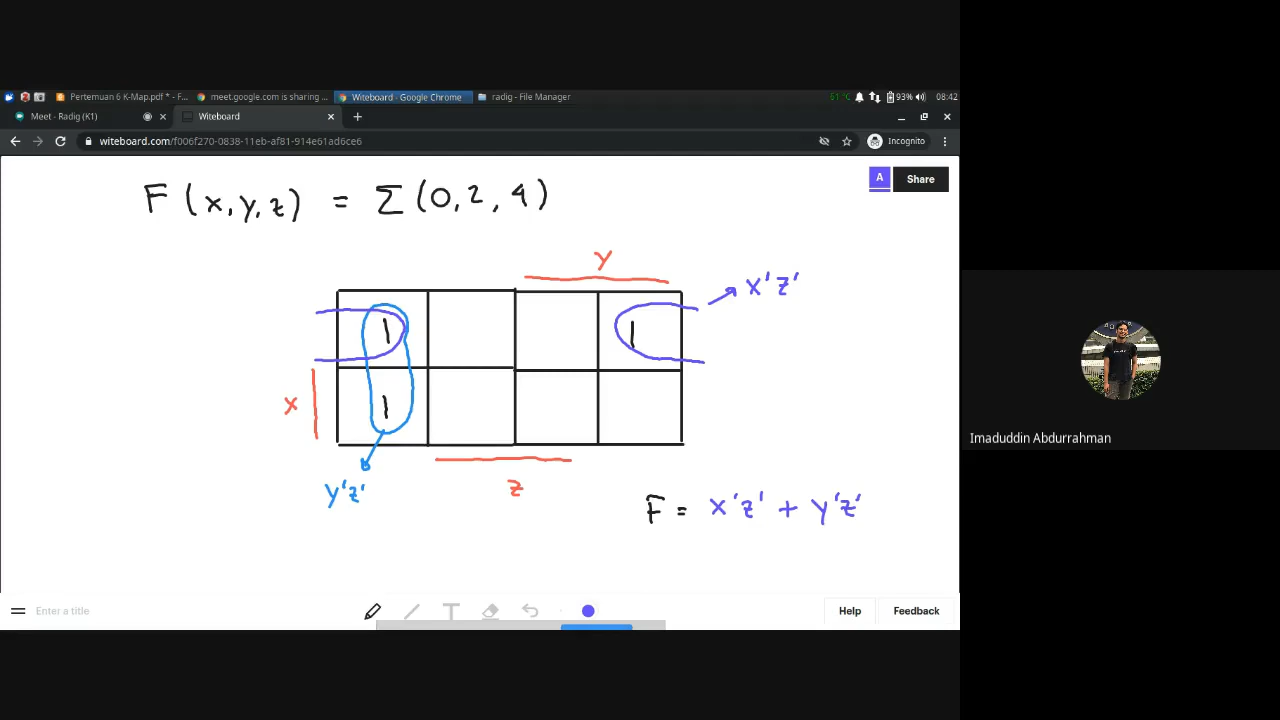 Pertemuan 6 K-Map.pdf * - F... meet.google.com is sharing ... Witeboard - Google Chrome radig - File Manager 61°C 93% 08:42
Meet - Radig (K1) Witeboard
witeboard.com/f006f270-0838-11eb-af81-914e61ad6ce6 Incognito
A Share
F (x, y, z) = Σ (0, 2, 4)
y
x'z'
1 1
x 1
y'z' z
F = x'z' + y'z'
Imaduddin Abdurrahman
Enter a title T Help Feedback